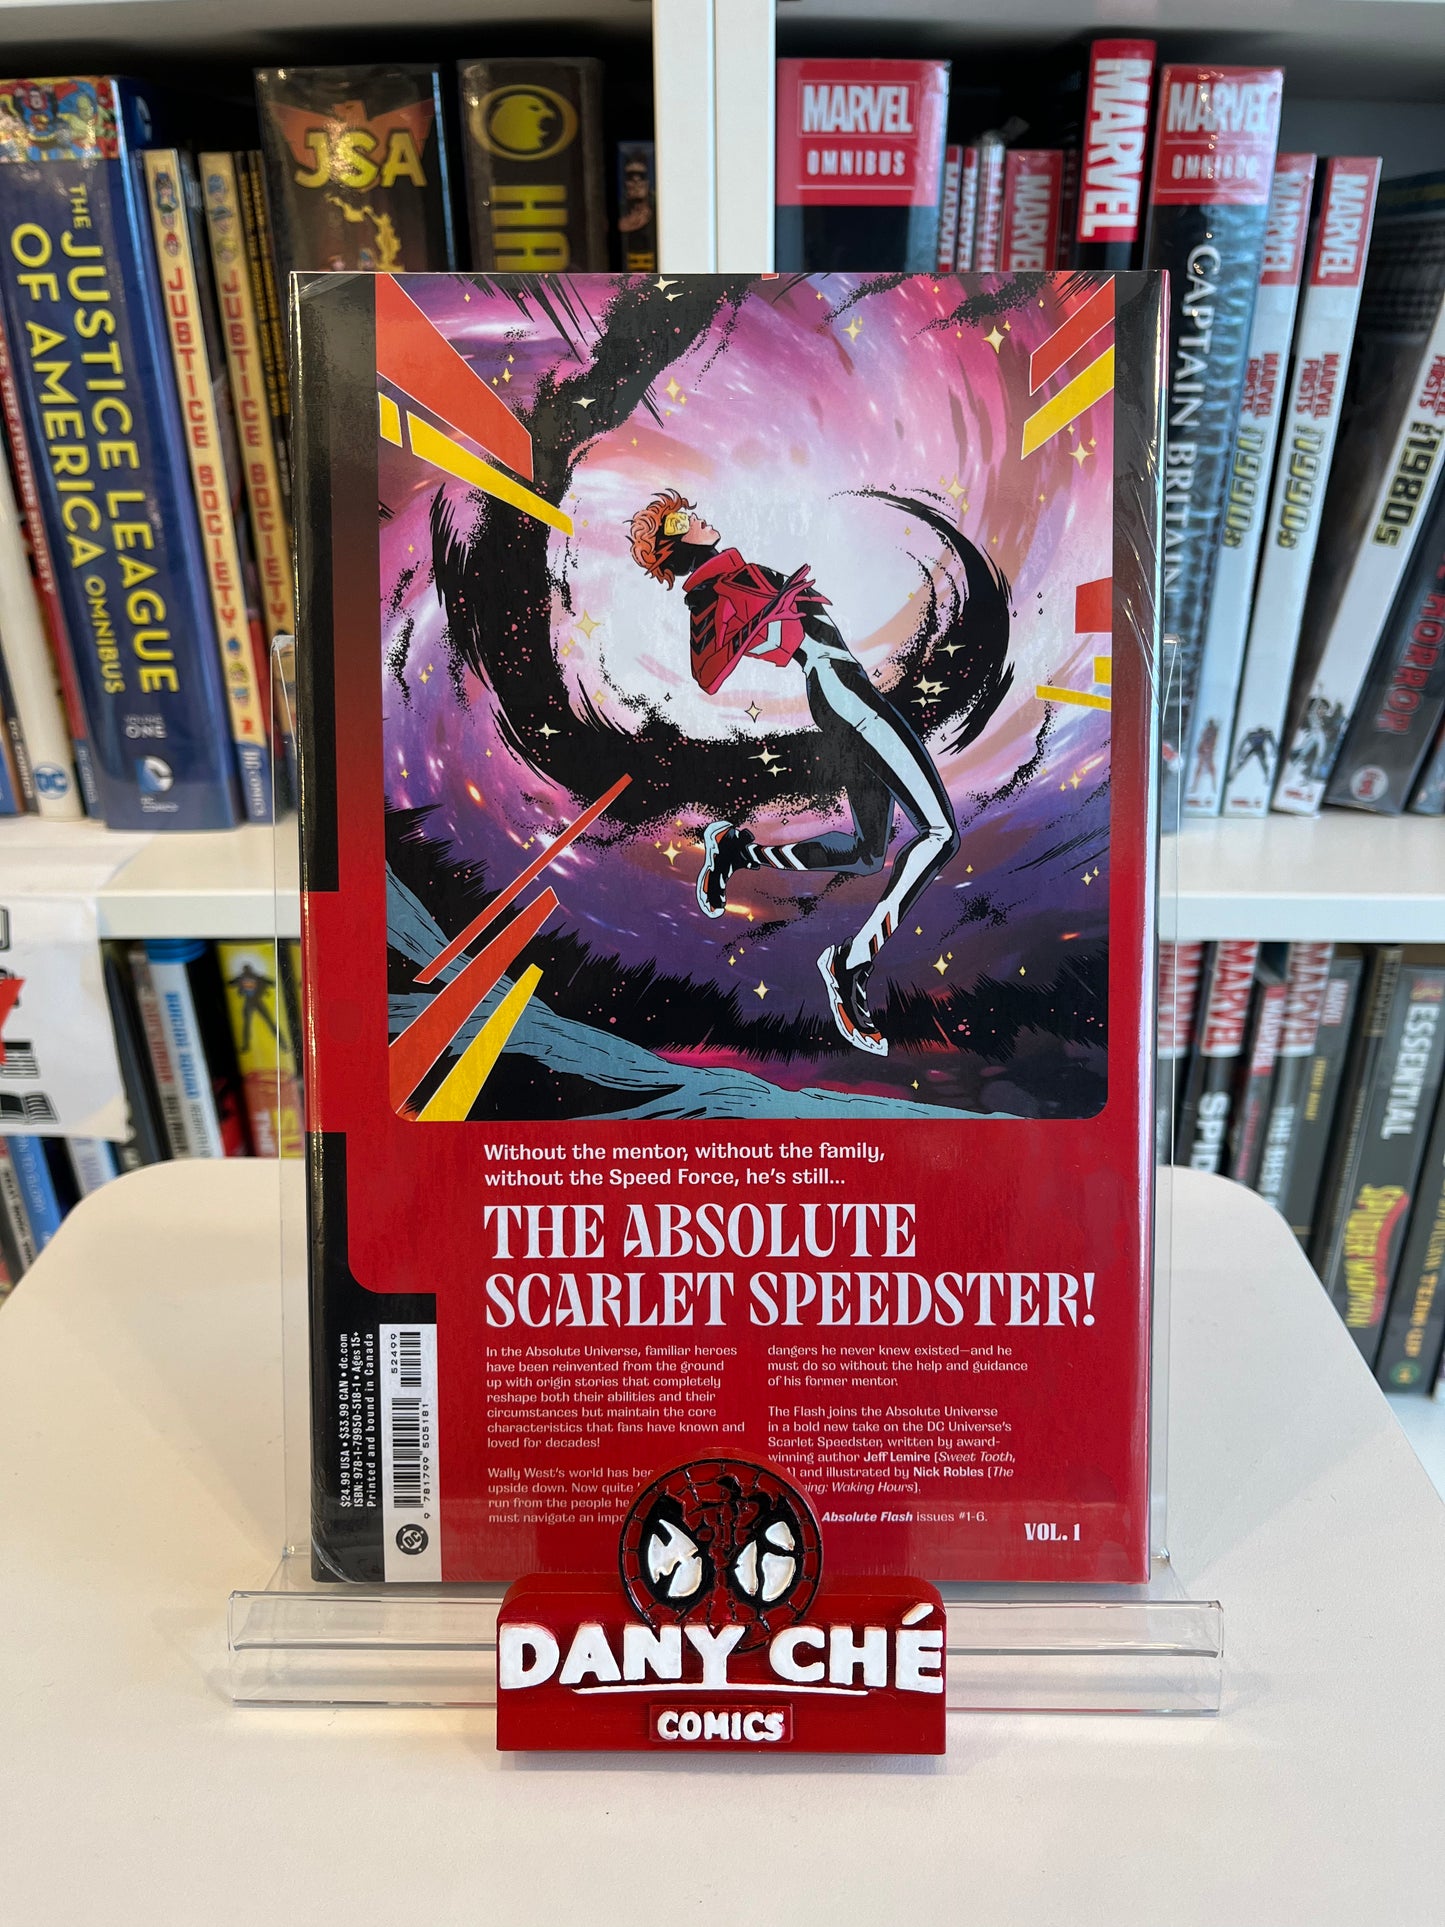 THE JUSTICE LEAGUE
OF AMERICA OMNIBUS
VOLUME
ONE
JUSTICE SOCIETY
2
JUSTICE SOCIETY
JSA
HA
MARVEL
OMNIBUS
MARVEL
MARVEL
MARVEL
OMNIBUS
CAPTAIN BRITAIN
MARVEL
MARVEL
MARVEL
FIRSTS
THE 1990s
MARVEL
FIRSTS
THE 1990s
THE 1980s
HORROR
Without the mentor, without the family,
without the Speed Force, he's still...
THE ABSOLUTE
SCARLET SPEEDSTER!
In the Absolute Universe, familiar heroes
have been reinvented from the ground
up with origin stories that completely
reshape both their abilities and their
circumstances but maintain the core
characteristics that fans have known and
loved for decades!
Wally West's world has
upside down. Now quite
run from the people he
must navigate an
dangers he never knew existed—and he
must do so without the help and guidance
of his former mentor.
The Flash joins the Absolute Universe
in a bold new take on the DC Universe's
Scarlet Speedster, written by award-
winning author Jeff Lemire (Sweet Tooth,
and illustrated by Nick Robles (The
Waking Hours).
Absolute Flash issues #1-6.
VOL. 1
$24.99 USA • $33.99 CAN • dc.com
ISBN: 978-1-79950-518-1 • Ages 15+
Printed and bound in Canada
52499
9 781799 505181
DC
DANY CHÉ
COMICS
MARVEL
MARVEL
SPID
ESSENTIAL
SPIDER-WOMAN